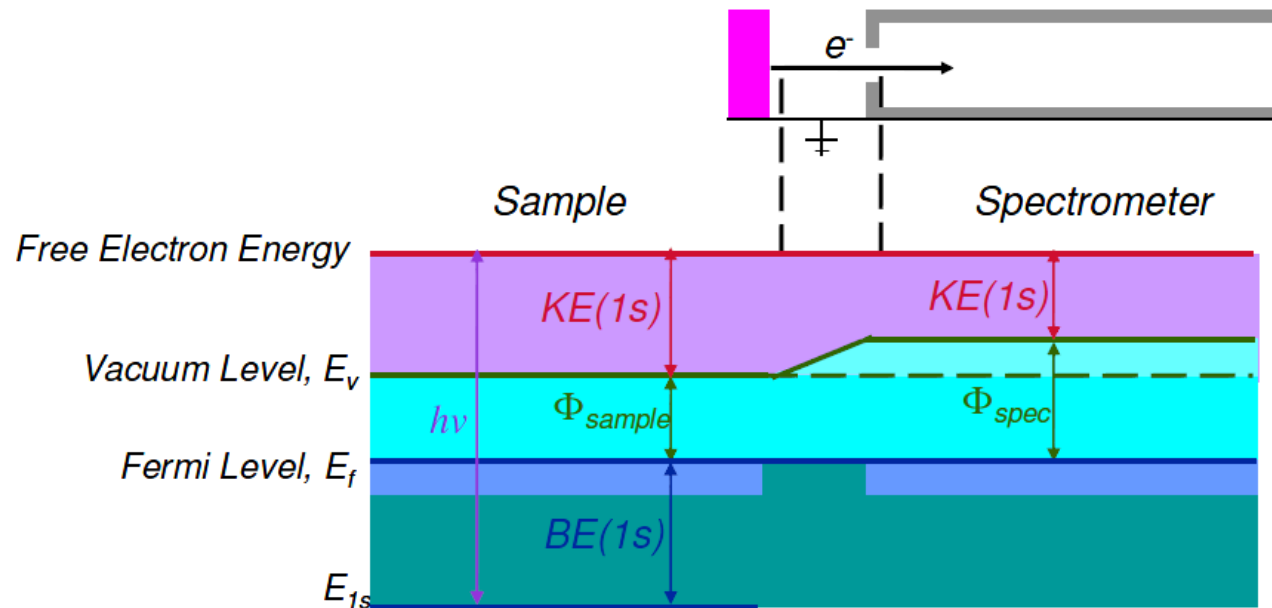 e-
Sample
Spectrometer
Free Electron Energy
KE(1s)
KE(1s)
Vacuum Level, Ev
Φsample
Φspec
hν
Fermi Level, Ef
BE(1s)
E1s